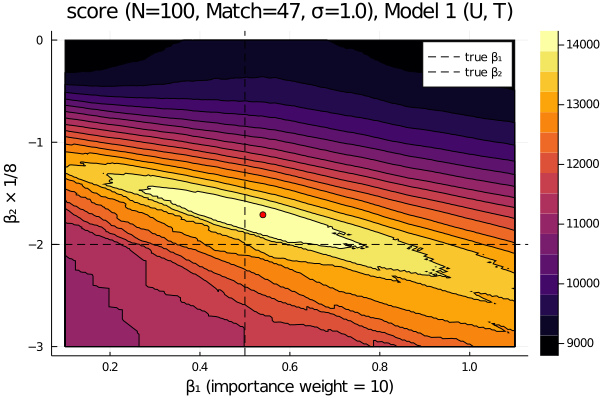 score (N=100, Match=47, σ=1.0), Model 1 (U, T)
true β₁
true β₂
0
−1
−2
−3
β₂ × 1/8
0.2 0.4 0.6 0.8 1.0
β₁ (importance weight = 10)
14000
13000
12000
11000
10000
9000